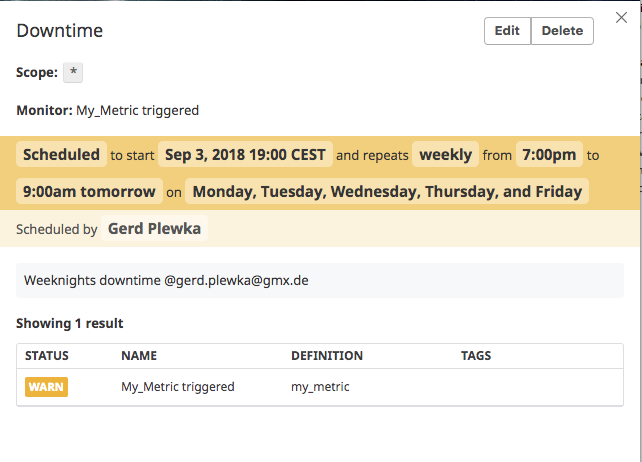 Downtime
Edit
Delete
Scope: *
Monitor: My_Metric triggered
Scheduled to start Sep 3, 2018 19:00 CEST and repeats weekly from 7:00pm to
9:00am tomorrow on Monday, Tuesday, Wednesday, Thursday, and Friday
Scheduled by Gerd Plewka
Weeknights downtime @gerd.plewka@gmx.de
Showing 1 result
STATUS NAME DEFINITION TAGS
WARN My_Metric triggered my_metric